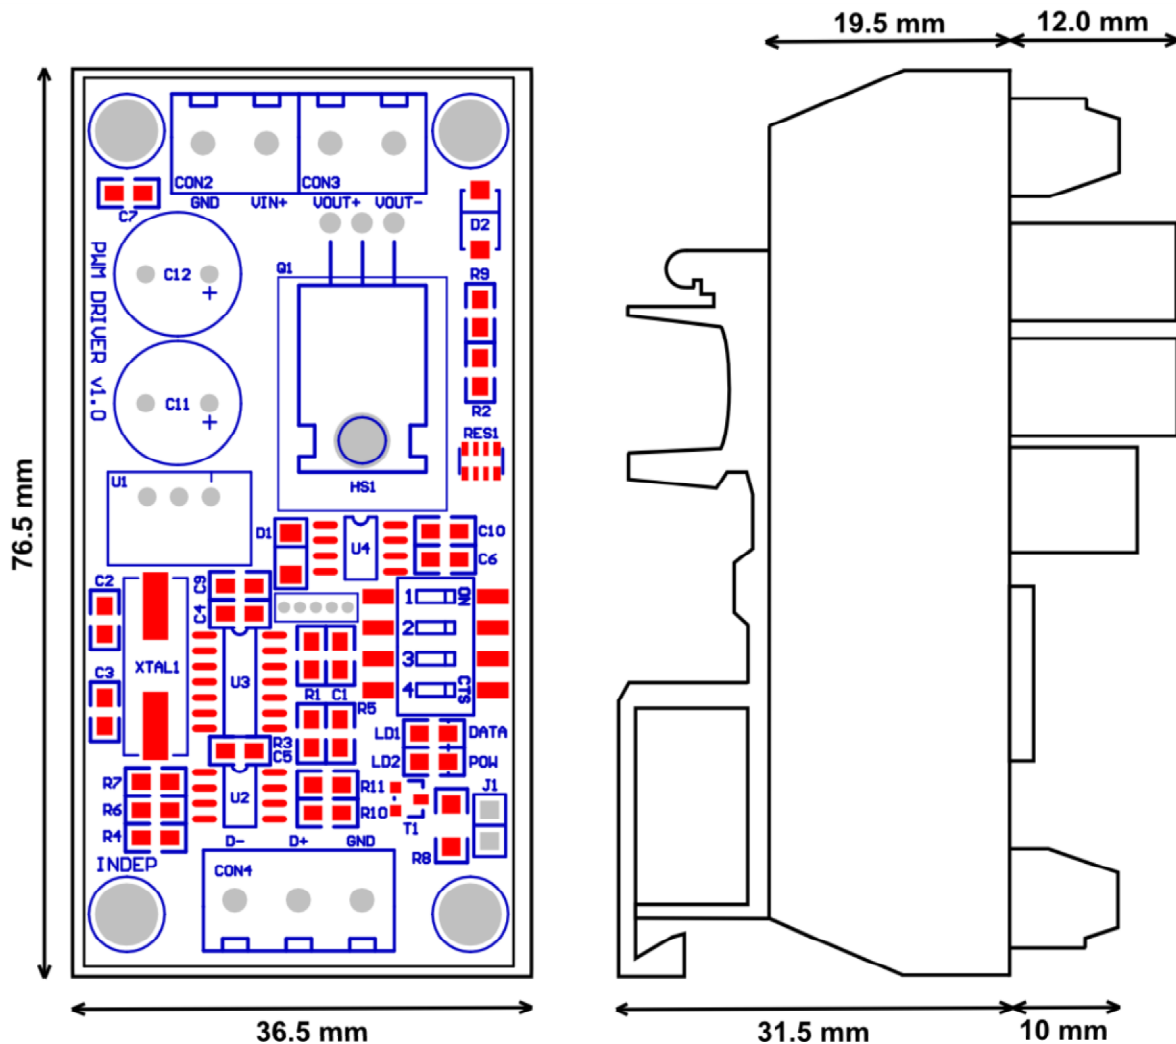 19.5 mm
12.0 mm
CON2
CON3
GND
VIN+
VOUT+
VOUT-
C7
D2
PWM DRIVER v1.0
C12
+
Q1
R9
C11
+
R2
RES1
U1
HS1
76.5 mm
D1
U4
C10
C6
C2
C9
C4
1
ON
2
3
4
CTS
XTAL1
U3
C3
R1
C1
R5
LD1
DATA
R3
C5
LD2
POW
R7
U2
R11
J1
R6
R10
T1
R4
D-
D+
GND
R8
INDEP
CON4
36.5 mm
31.5 mm
10 mm